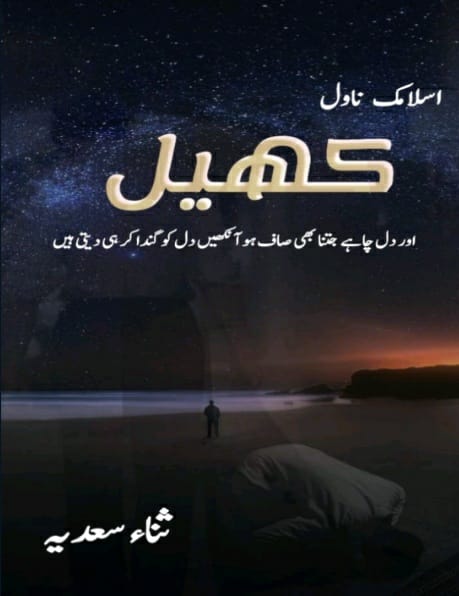 اسلامک ناول
کھیل
اور دل چاہے جتنا بھی صاف ہو آنکھیں دل کو گندا کر ہی دیتی ہیں
ثناء سعدیہ